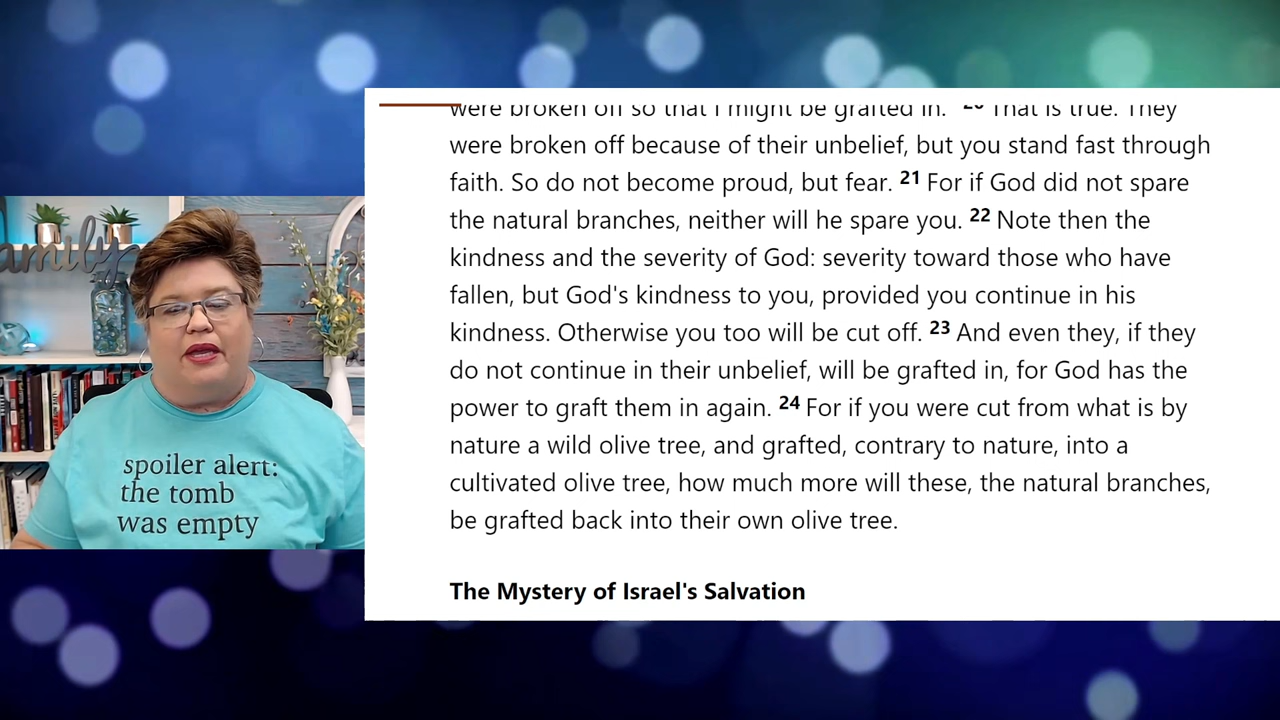 family
spoiler alert:
the tomb
was empty
were broken off so that I might be grafted in." 20 That is true. They
were broken off because of their unbelief, but you stand fast through
faith. So do not become proud, but fear. 21 For if God did not spare
the natural branches, neither will he spare you. 22 Note then the
kindness and the severity of God: severity toward those who have
fallen, but God's kindness to you, provided you continue in his
kindness. Otherwise you too will be cut off. 23 And even they, if they
do not continue in their unbelief, will be grafted in, for God has the
power to graft them in again. 24 For if you were cut from what is by
nature a wild olive tree, and grafted, contrary to nature, into a
cultivated olive tree, how much more will these, the natural branches,
be grafted back into their own olive tree.
The Mystery of Israel's Salvation